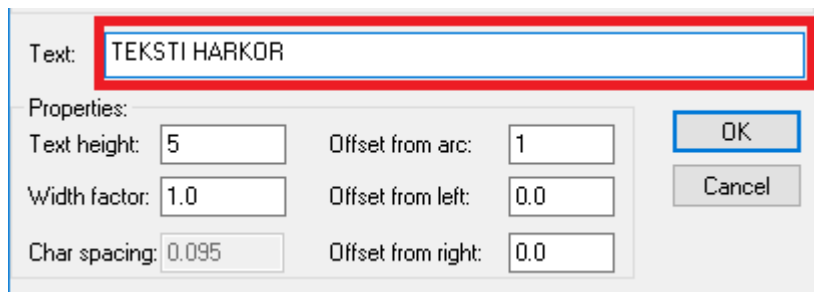 Text: TEKSTI HARKOR
Properties:
Text height: 5 Offset from arc: 1 OK
Width factor: 1.0 Offset from left: 0.0 Cancel
Char spacing: 0.095 Offset from right: 0.0